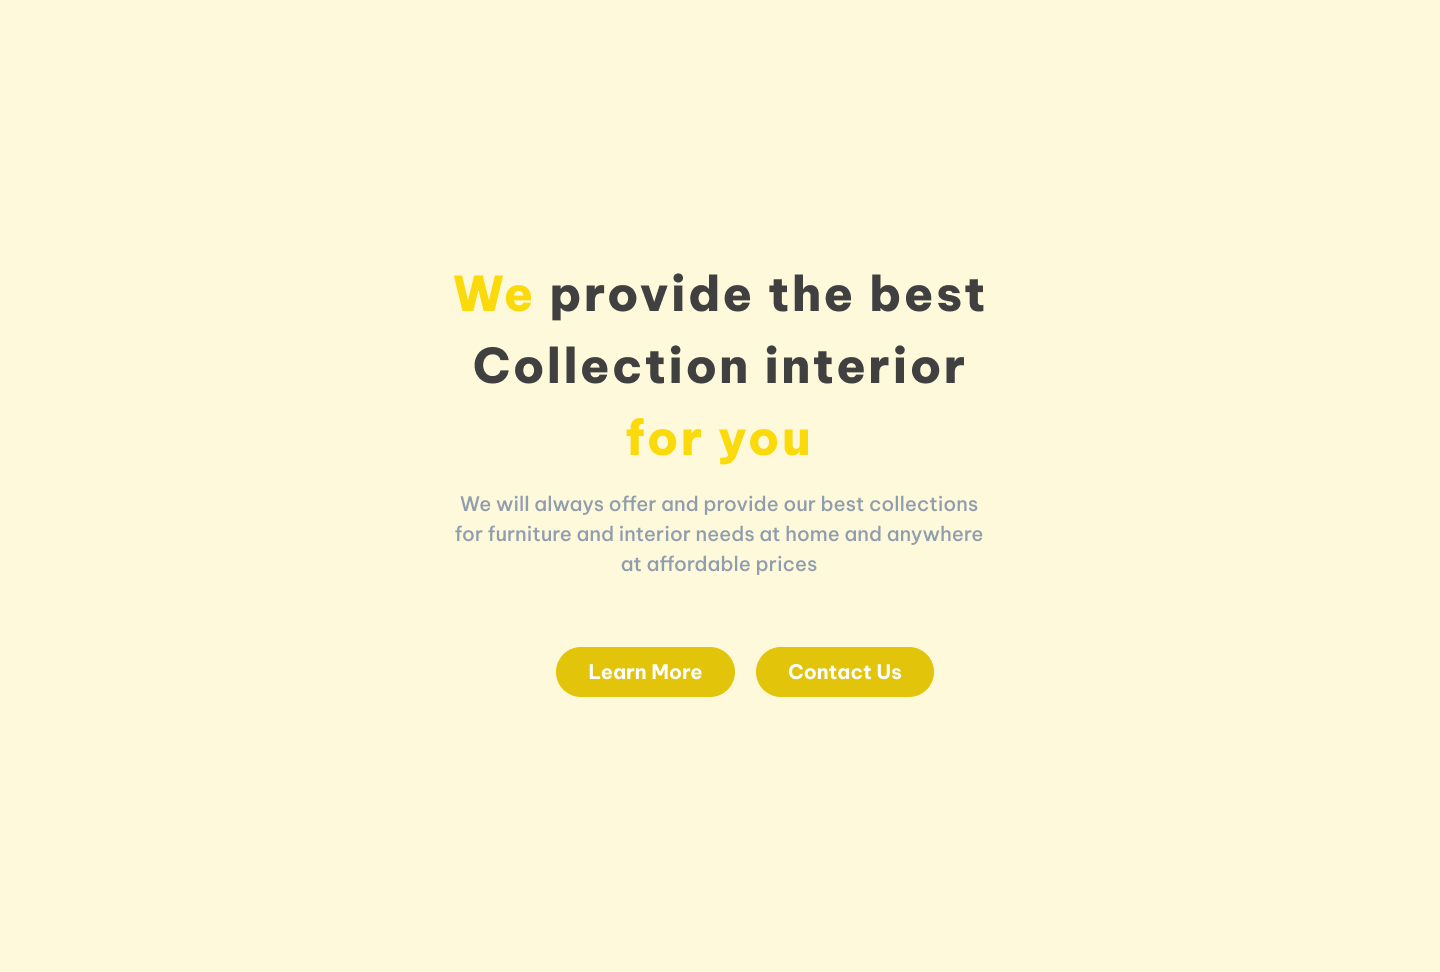 We provide the best
Collection interior
for you
We will always offer and provide our best collections
for furniture and interior needs at home and anywhere
at affordable prices
Learn More
Contact Us